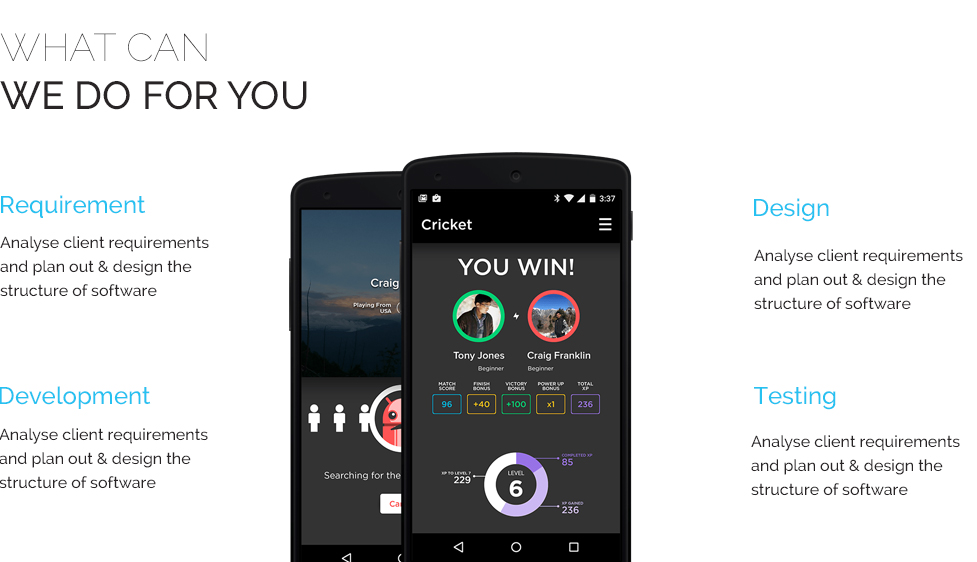 WHAT CAN
WE DO FOR YOU
Requirement
Analyse client requirements
and plan out & design the
structure of software
Development
Analyse client requirements
and plan out & design the
structure of software
Craig
Playing From
USA
Searching for the
3:37
Cricket
YOU WIN!
Tony Jones
Craig Franklin
Beginner
Beginner
MATCH SCORE
FINISH BONUS
VICTORY BONUS
POWER UP BONUS
TOTAL XP
96
+40
+100
x1
236
COMPLETED XP
85
XP TO LEVEL 7
229
LEVEL
6
XP GAINED
236
Design
Analyse client requirements
and plan out & design the
structure of software
Testing
Analyse client requirements
and plan out & design the
structure of software